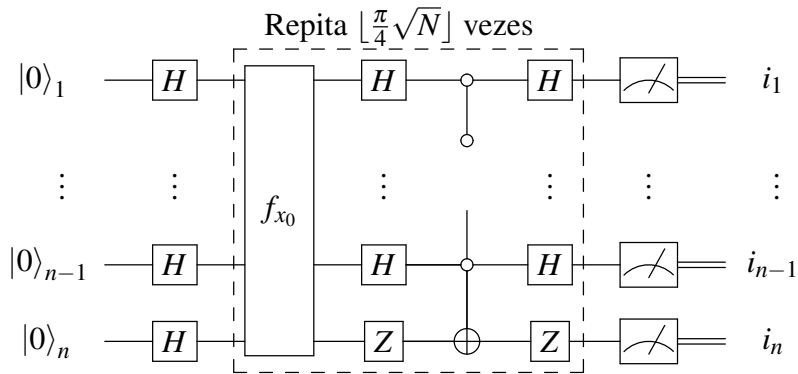 Repita ⌊π/4 √N⌋ vezes
|0⟩₁ H H H i₁
⋮ ⋮ ⋮ ⋮ ⋮ ⋮
f_{x₀}
|0⟩ₙ₋₁ H H H iₙ₋₁
|0⟩ₙ H Z Z iₙ